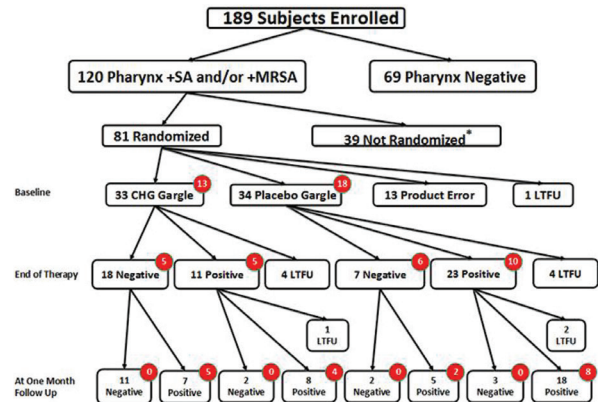 189 Subjects Enrolled
120 Pharynx +SA and/or +MRSA
69 Pharynx Negative
81 Randomized
39 Not Randomized*
Baseline
33 CHG Gargle
13
34 Placebo Gargle
18
13 Product Error
1 LTFU
End of Therapy
18 Negative
5
11 Positive
5
4 LTFU
7 Negative
6
23 Positive
10
4 LTFU
1
LTFU
2
LTFU
At One Month
Follow Up
11
Negative
0
7
Positive
5
2
Negative
0
8
Positive
4
2
Negative
0
5
Positive
2
3
Negative
0
18
Positive
8